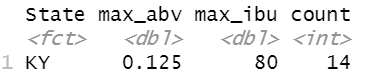 State max_abv max_ibu count
<fct> <dbl> <dbl> <int>
1 KY 0.125 80 14